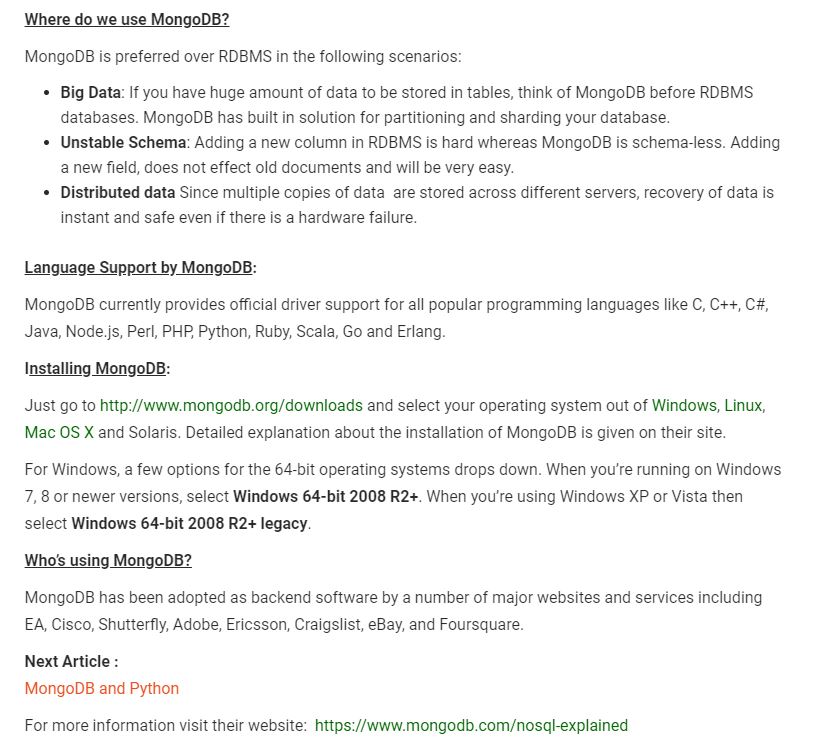 Where do we use MongoDB?
MongoDB is preferred over RDBMS in the following scenarios:
• Big Data: If you have huge amount of data to be stored in tables, think of MongoDB before RDBMS
databases. MongoDB has built in solution for partitioning and sharding your database.
• Unstable Schema: Adding a new column in RDBMS is hard whereas MongoDB is schema-less. Adding
a new field, does not effect old documents and will be very easy.
• Distributed data Since multiple copies of data  are stored across different servers, recovery of data is
instant and safe even if there is a hardware failure.
Language Support by MongoDB:
MongoDB currently provides official driver support for all popular programming languages like C, C++, C#,
Java, Node.js, Perl, PHP, Python, Ruby, Scala, Go and Erlang.
Installing MongoDB:
Just go to http://www.mongodb.org/downloads and select your operating system out of Windows, Linux,
Mac OS X and Solaris. Detailed explanation about the installation of MongoDB is given on their site.
For Windows, a few options for the 64-bit operating systems drops down. When you’re running on Windows
7, 8 or newer versions, select Windows 64-bit 2008 R2+. When you’re using Windows XP or Vista then
select Windows 64-bit 2008 R2+ legacy.
Who’s using MongoDB?
MongoDB has been adopted as backend software by a number of major websites and services including
EA, Cisco, Shutterfly, Adobe, Ericsson, Craigslist, eBay, and Foursquare.
Next Article :
MongoDB and Python
For more information visit their website:  https://www.mongodb.com/nosql-explained